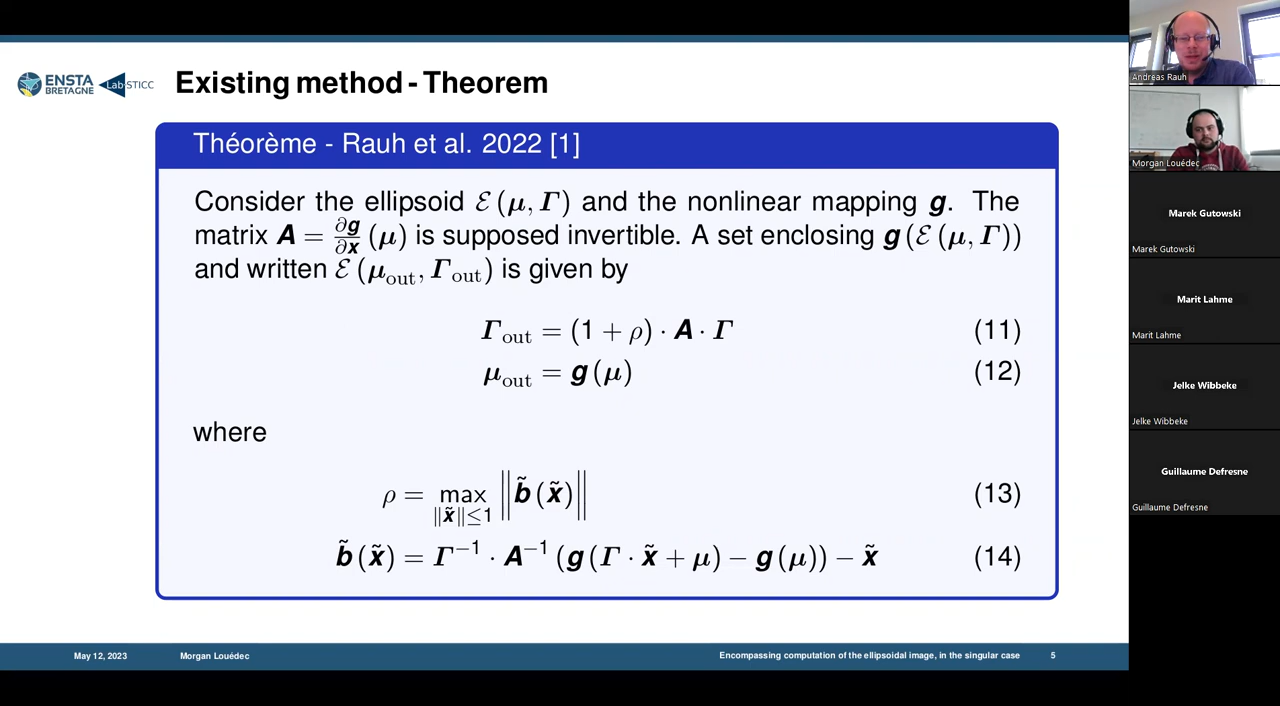 ENSTA
BRETAGNE
Lab-STICC
Existing method - Theorem
Théorème - Rauh et al. 2022 [1]
Consider the ellipsoid ℰ (μ, Γ) and the nonlinear mapping g. The
matrix A = ∂g/∂x (μ) is supposed invertible. A set enclosing g (ℰ (μ, Γ))
and written ℰ (μ_out, Γ_out) is given by
Γ_out = (1 + ρ) · A · Γ (11)
μ_out = g (μ) (12)
where
ρ = max_{‖x̃‖≤1} ‖b̃ (x̃)‖ (13)
b̃ (x̃) = Γ⁻¹ · A⁻¹ (g (Γ · x̃ + μ) − g (μ)) − x̃ (14)
May 12, 2023 Morgan Louédec Encompassing computation of the ellipsoidal image, in the singular case 5
Andreas Rauh
Morgan Louédec
Marek Gutowski
Marek Gutowski
Marit Lahme
Marit Lahme
Jelke Wibbeke
Jelke Wibbeke
Guillaume Defresne
Guillaume Defresne